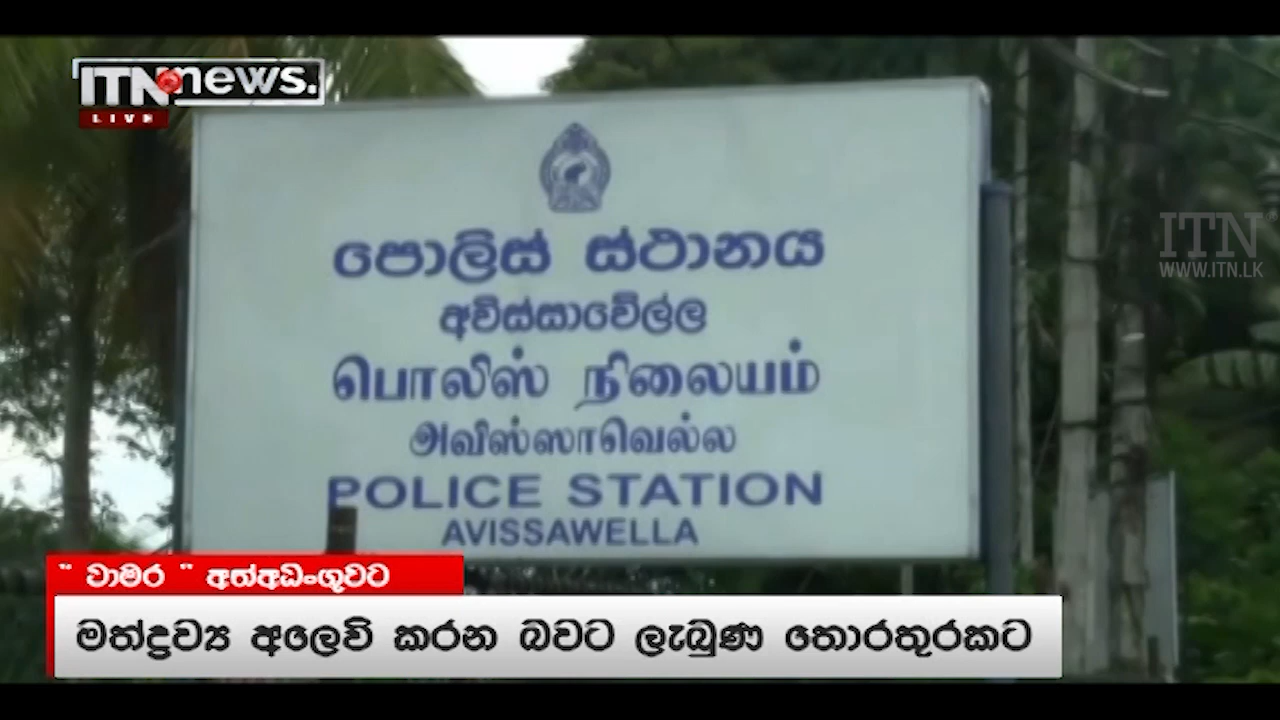 ITN news.
LIVE
ITN
WWW.ITN.LK
පොලිස් ස්ථානය
අවිස්සාවේල්ල
பொலிஸ் நிலையம்
அவிஸ்ஸாவெல்ல
POLICE STATION
AVISSAWELLA
" චාමර " අත්අඩංගුවට
මත්ද්‍රව්‍ය අලෙවි කරන බවට ලැබුණ තොරතුරකට